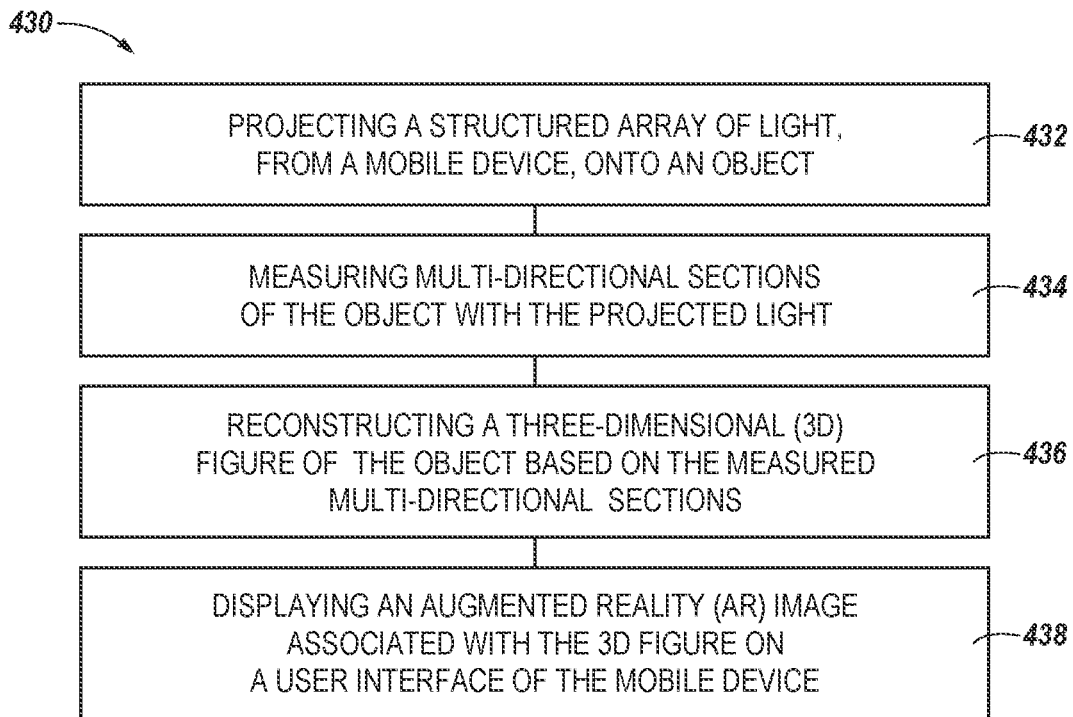 430
PROJECTING A STRUCTURED ARRAY OF LIGHT,
FROM A MOBILE DEVICE, ONTO AN OBJECT
432
MEASURING MULTI-DIRECTIONAL SECTIONS
OF THE OBJECT WITH THE PROJECTED LIGHT
434
RECONSTRUCTING A THREE-DIMENSIONAL (3D)
FIGURE OF THE OBJECT BASED ON THE MEASURED
MULTI-DIRECTIONAL SECTIONS
436
DISPLAYING AN AUGMENTED REALITY (AR) IMAGE
ASSOCIATED WITH THE 3D FIGURE ON
A USER INTERFACE OF THE MOBILE DEVICE
438